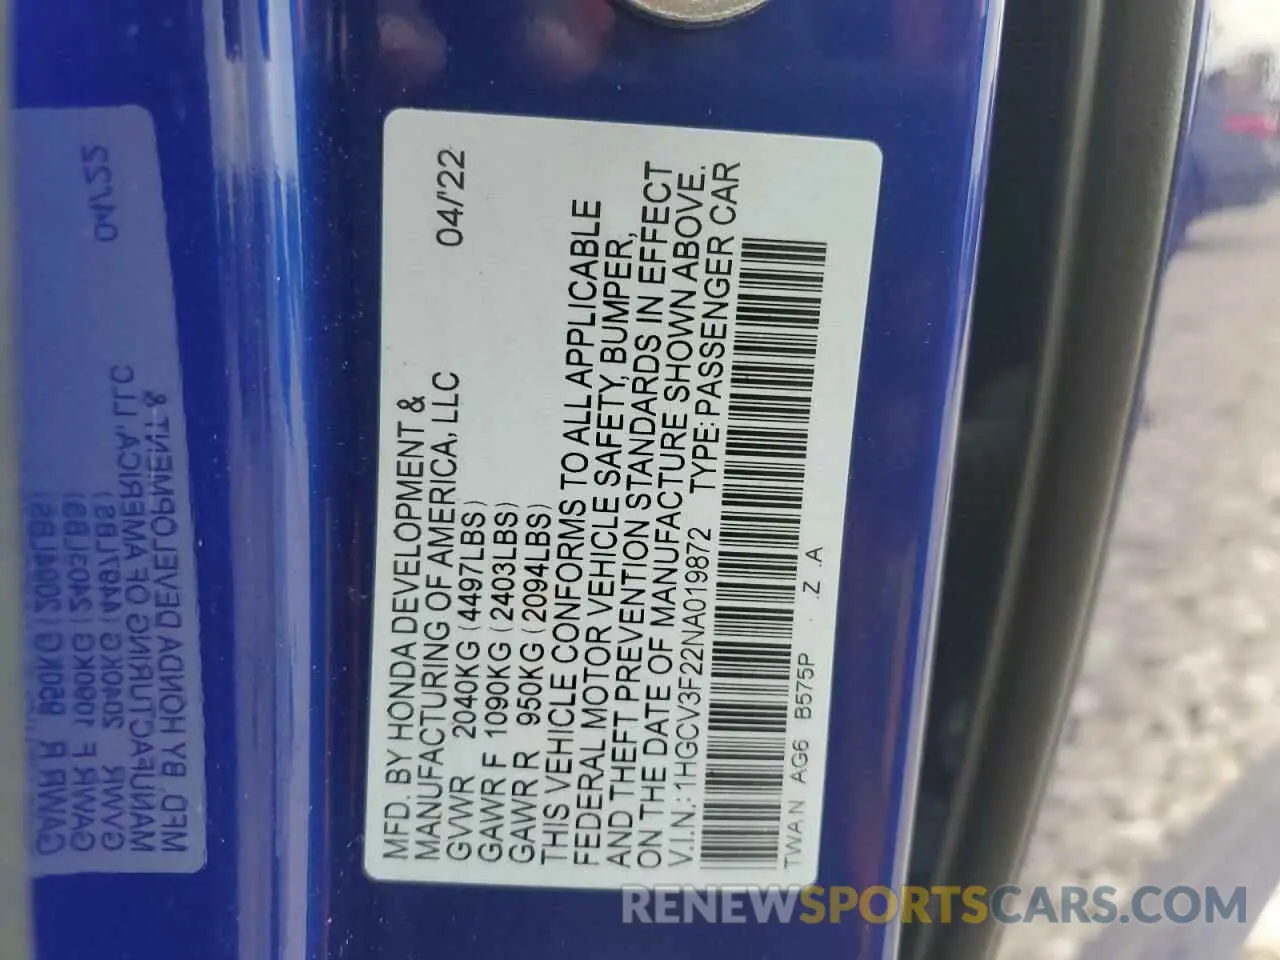 MFD. BY HONDA DEVELOPMENT &
MANUFACTURING OF AMERICA, LLC 04/'22
GVWR 2040KG (4497LBS)
GAWR F 1090KG (2403LBS)
GAWR R 950KG (2094LBS)
THIS VEHICLE CONFORMS TO ALL APPLICABLE
FEDERAL MOTOR VEHICLE SAFETY, BUMPER,
AND THEFT PREVENTION STANDARDS IN EFFECT
ON THE DATE OF MANUFACTURE SHOWN ABOVE.
V.I.N.: 1HGCV3F22NA019872 TYPE: PASSENGER CAR
TWAN AG6 B575P .Z .A
RENEWSPORTSCARS.COM